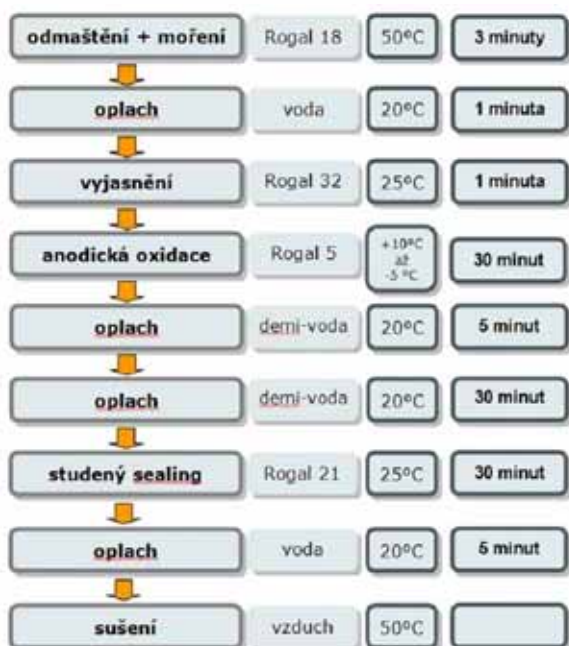 odmaštění + moření Rogal 18 50°C 3 minuty
oplach voda 20°C 1 minuta
vyjasnění Rogal 32 25°C 1 minuta
anodická oxidace Rogal 5 +10°C až -5 °C 30 minut
oplach demi-voda 20°C 5 minut
oplach demi-voda 20°C 30 minut
studený sealing Rogal 21 25°C 30 minut
oplach voda 20°C 5 minut
sušení vzduch 50°C